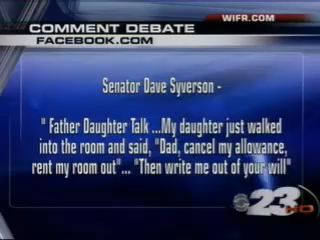 WIFR.COM
COMMENT DEBATE
FACEBOOK.COM
Senator Dave Syverson -
" Father Daughter Talk ...My daughter just walked
into the room and said, "Dad, cancel my allowance,
rent my room out"... "Then write me out of your will"
23
HD